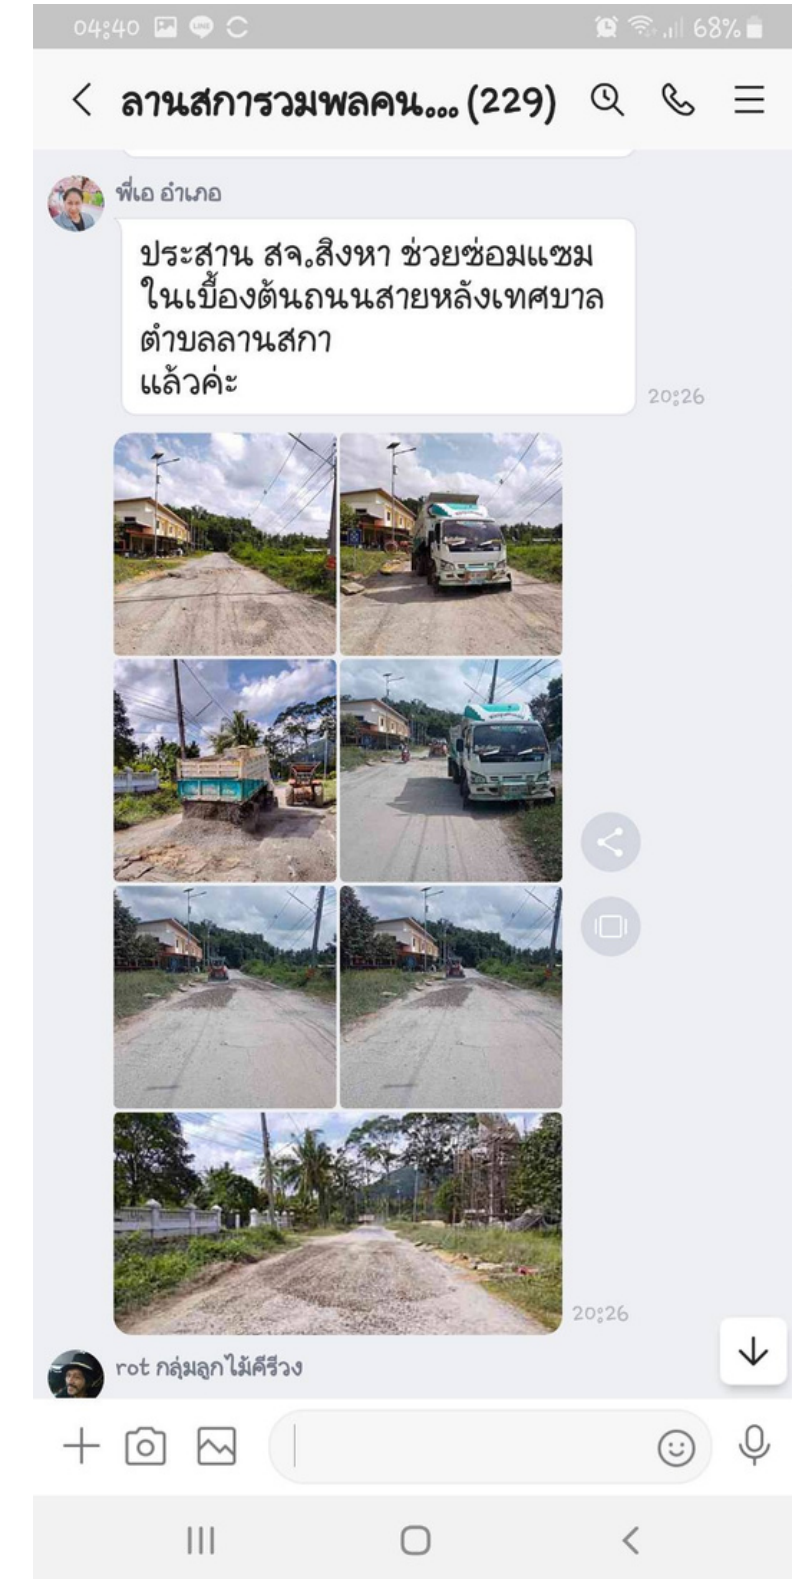 04:40
LINE
68%
ลานสการวมพลคน... (229)
พี่เอ อำเภอ
ประสาน สจ.สิงหา ช่วยซ่อมแซม
ในเบื้องต้นถนนสายหลังเทศบาล
ตำบลลานสกา
แล้วค่ะ
20:26
20:26
rot กลุ่มลูกไม้คีรีวง